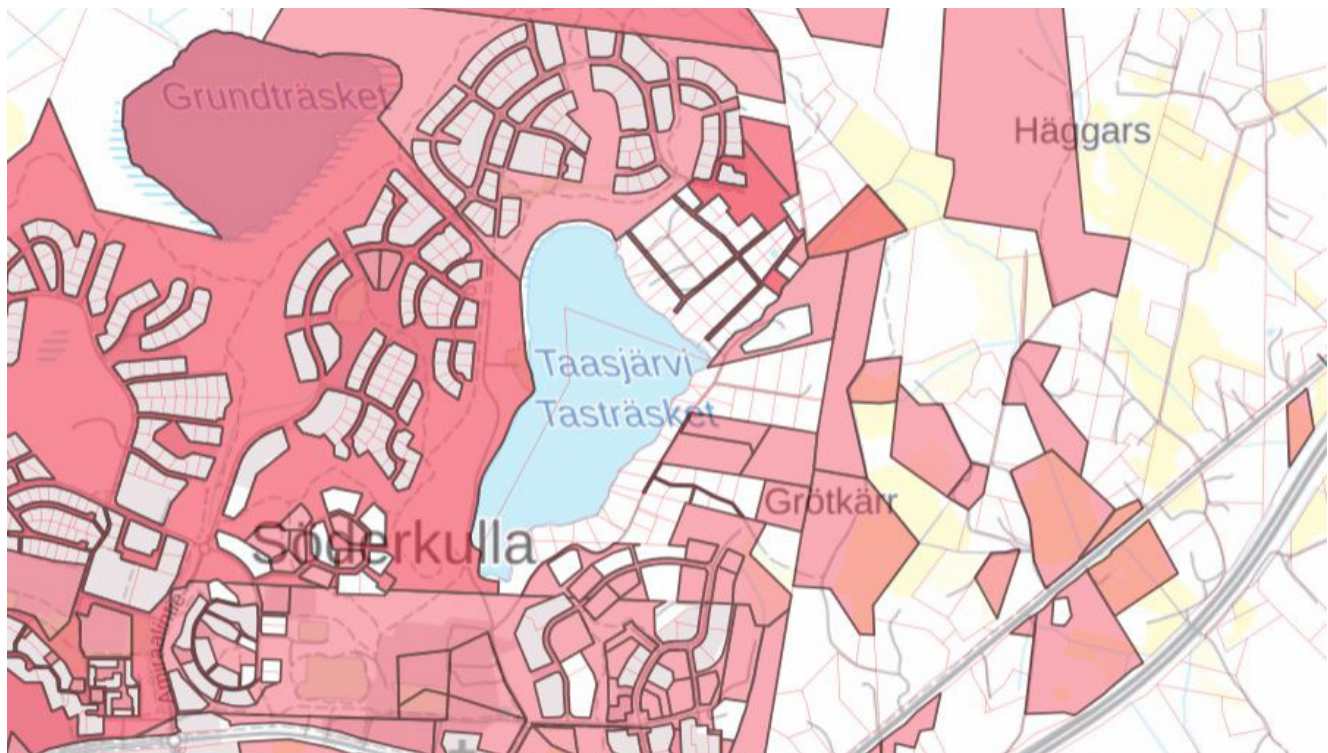 Grundträsket
Häggars
Taasjärvi
Tasträsket
Grötkärr
Söderkulla